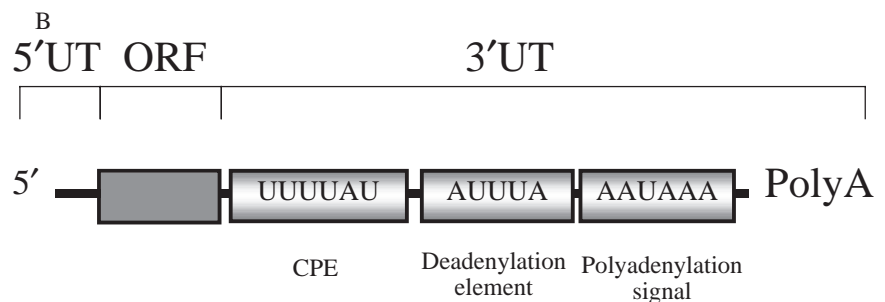 B
5′UT ORF 3′UT
5′ UUUUAU AUUUA AAUAAA PolyA
CPE Deadenylation element Polyadenylation signal